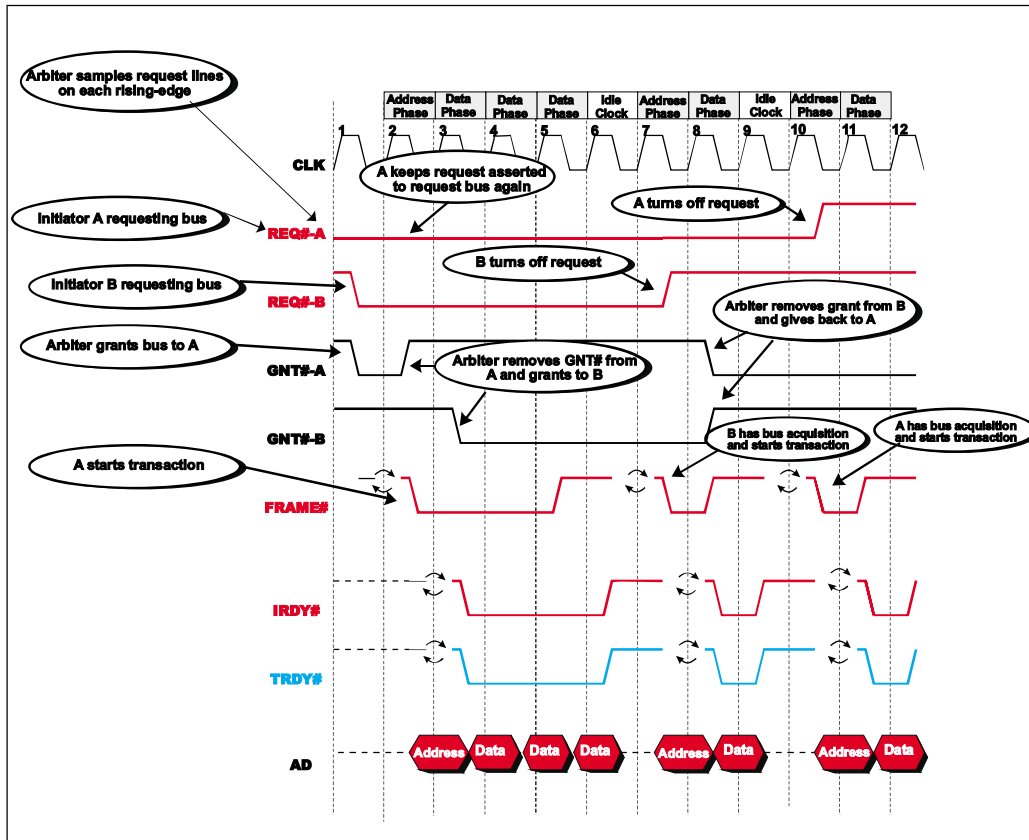 Arbiter samples request lines
on each rising-edge
Address
Phase
Data
Phase
Data
Phase
Data
Phase
Idle
Clock
Address
Phase
Data
Phase
Idle
Clock
Address
Phase
Data
Phase
1 2 3 4 5 6 7 8 9 10 11 12
CLK
A keeps request asserted
to request bus again
A turns off request
Initiator A requesting bus
REQ#-A
B turns off request
Initiator B requesting bus
REQ#-B
Arbiter removes grant from B
and gives back to A
Arbiter grants bus to A
GNT#-A
Arbiter removes GNT# from
A and grants to B
GNT#-B
B has bus acquisition
and starts transaction
A has bus acquisition
and starts transaction
A starts transaction
FRAME#
IRDY#
TRDY#
AD
Address Data Data Data Address Data Address Data